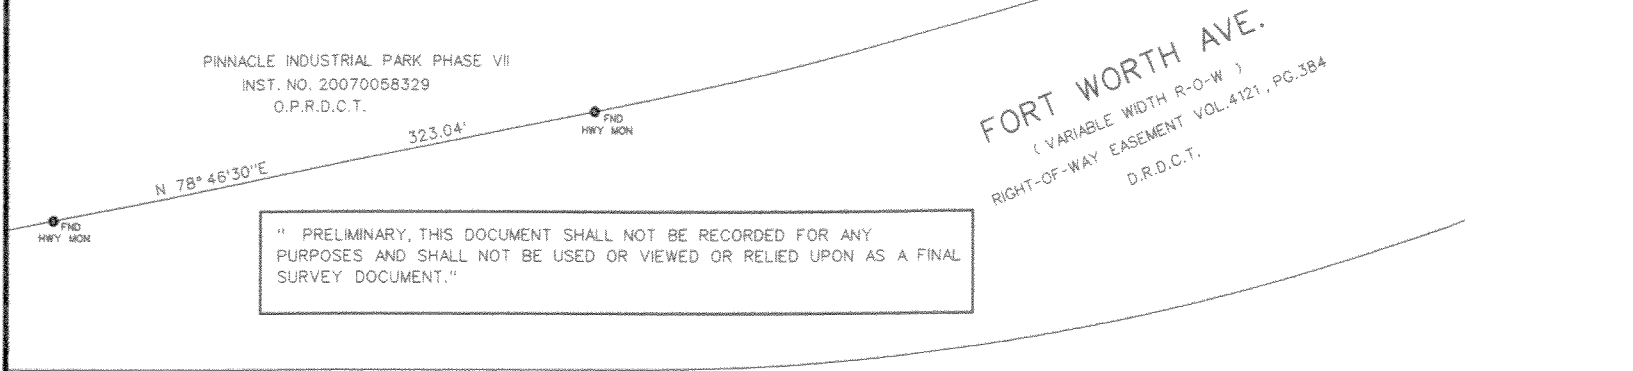 PINNACLE INDUSTRIAL PARK PHASE VII
INST. NO. 20070058329
O.P.R.D.C.T.
323.04'
N 78° 46'30"E
FND
HWY MON
FND
HWY MON
FORT WORTH AVE.
( VARIABLE WIDTH R-O-W )
RIGHT-OF-WAY EASEMENT VOL.4121, PG.384
D.R.D.C.T.
" PRELIMINARY, THIS DOCUMENT SHALL NOT BE RECORDED FOR ANY
PURPOSES AND SHALL NOT BE USED OR VIEWED OR RELIED UPON AS A FINAL
SURVEY DOCUMENT."